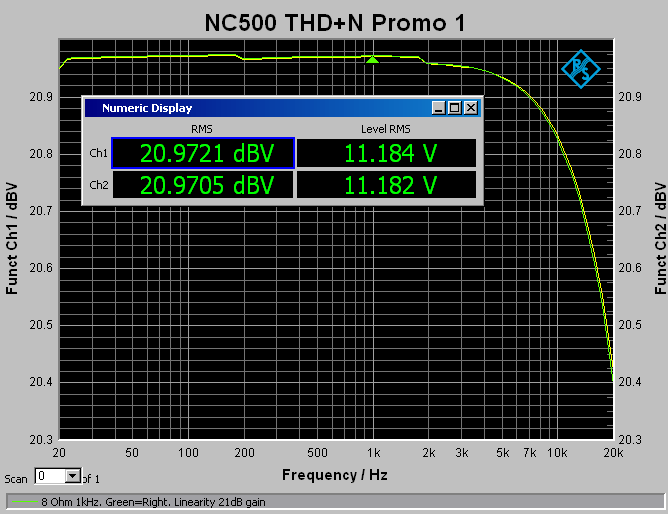 NC500 THD+N Promo 1
R&S
Numeric Display
RMS Level RMS
Ch1 20.9721 dBV 11.184 V
Ch2 20.9705 dBV 11.182 V
Funct Ch1 / dBV
20.9
20.8
20.7
20.6
20.5
20.4
20.3
Funct Ch2 / dBV
20.9
20.8
20.7
20.6
20.5
20.4
20.3
20 50 100 200 500 1k 2k 3k 5k 7k 10k 20k
Frequency / Hz
Scan 0 of 1
8 Ohm 1kHz. Green=Right. Linearity 21dB gain